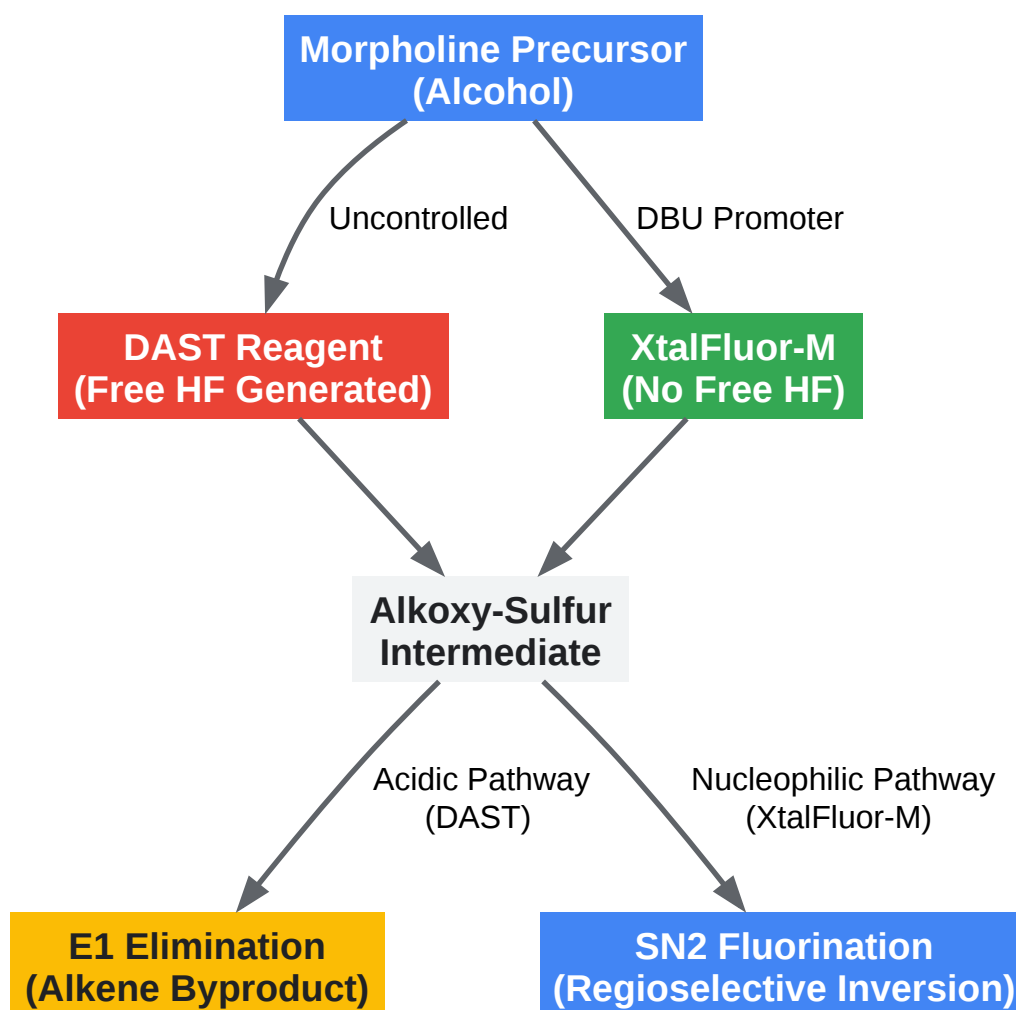 Morpholine Precursor
(Alcohol)
Uncontrolled
DBU Promoter
DAST Reagent
(Free HF Generated)
XtalFluor-M
(No Free HF)
Alkoxy-Sulfur
Intermediate
Acidic Pathway
(DAST)
Nucleophilic Pathway
(XtalFluor-M)
E1 Elimination
(Alkene Byproduct)
SN2 Fluorination
(Regioselective Inversion)